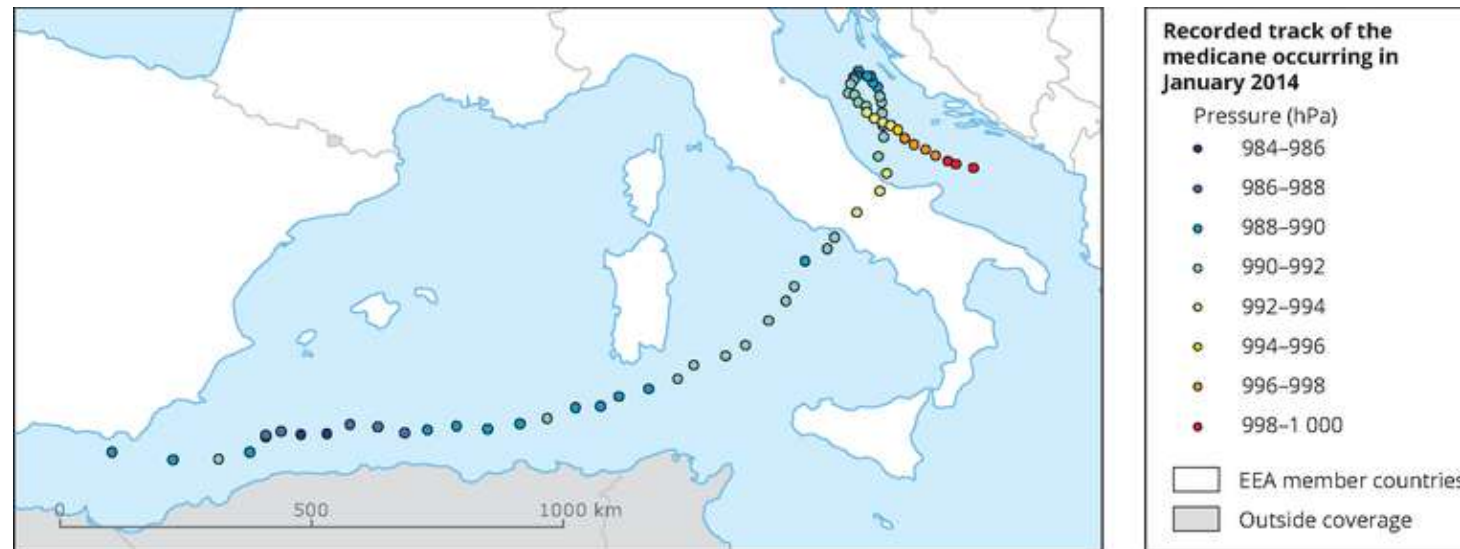 Recorded track of the
medicane occurring in
January 2014
Pressure (hPa)
984–986
986–988
988–990
990–992
992–994
994–996
996–998
998–1 000
EEA member countries
Outside coverage
0 500 1000 km